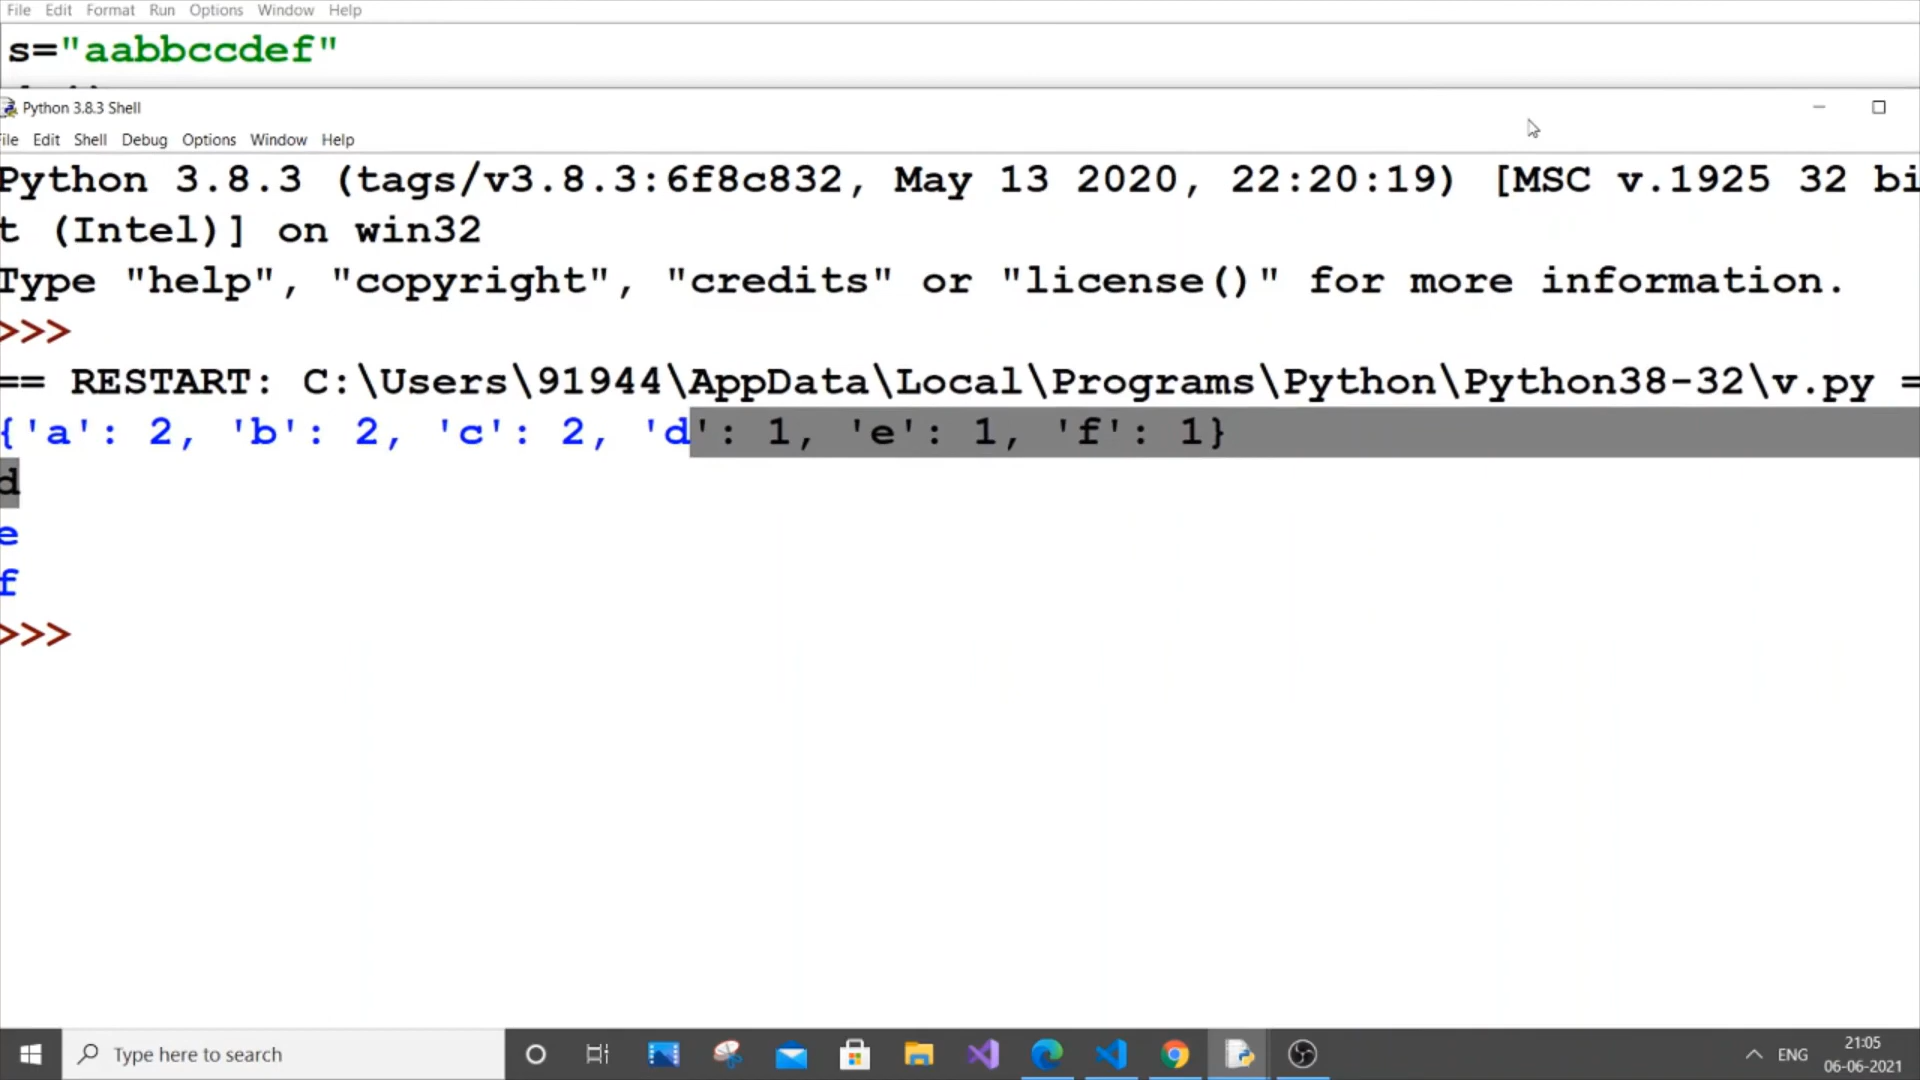 File Edit Format Run Options Window Help
s="aabbccdef"
Python 3.8.3 Shell
ile Edit Shell Debug Options Window Help
Python 3.8.3 (tags/v3.8.3:6f8c832, May 13 2020, 22:20:19) [MSC v.1925 32 bi
t (Intel)] on win32
Type "help", "copyright", "credits" or "license()" for more information.
>>>
== RESTART: C:\Users\91944\AppData\Local\Programs\Python\Python38-32\v.py =
{'a': 2, 'b': 2, 'c': 2, 'd': 1, 'e': 1, 'f': 1}
d
e
f
>>>
Type here to search
ENG
21:05
06-06-2021